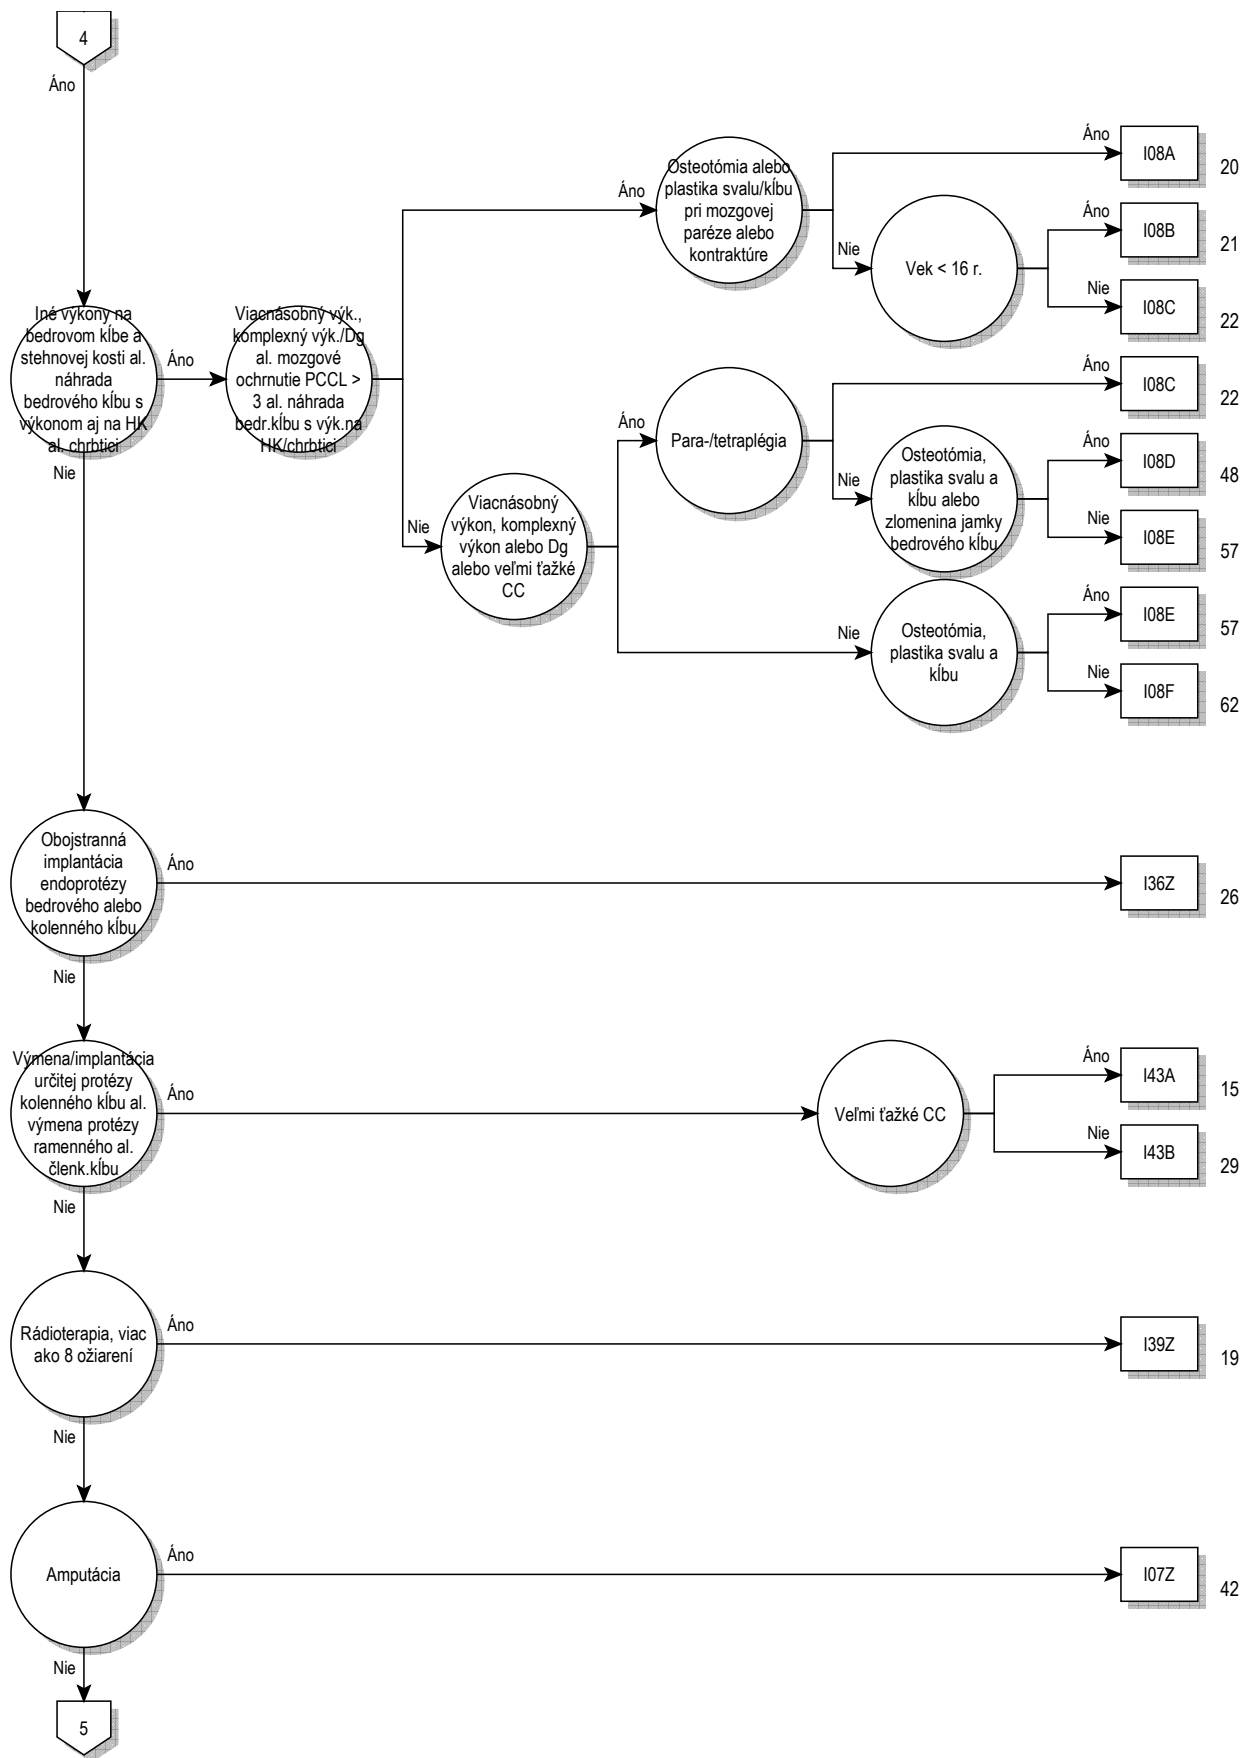 4
Áno
Iné výkony na
bedrovom kĺbe a
stehnovej kosti al.
náhrada
bedrového kĺbu s
výkonom aj na HK
al. chrbtici
Áno
Nie
Viacnásobný výk.,
komplexný výk./Dg
al. mozgové
ochrnutie PCCL >
3 al. náhrada
bedr.kĺbu s výk.na
HK/chrbtici
Áno
Nie
Osteotómia alebo
plastika svalu/kĺbu
pri mozgovej
paréze alebo
kontraktúre
Áno
I08A
20
Nie
Vek < 16 r.
Áno
I08B
21
Nie
I08C
22
Viacnásobný
výkon, komplexný
výkon alebo Dg
alebo veľmi ťažké
CC
Áno
Para-/tetraplégia
Áno
I08C
22
Nie
Osteotómia,
plastika svalu a
kĺbu alebo
zlomenina jamky
bedrového kĺbu
Áno
I08D
48
Nie
I08E
57
Nie
Osteotómia,
plastika svalu a
kĺbu
Áno
I08E
57
Nie
I08F
62
Obojstranná
implantácia
endoprotézy
bedrového alebo
kolenného kĺbu
Áno
I36Z
26
Nie
Výmena/implantácia
určitej protézy
kolenného kĺbu al.
výmena protézy
ramenného al.
členk.kĺbu
Áno
Veľmi ťažké CC
Áno
I43A
15
Nie
I43B
29
Nie
Rádioterapia, viac
ako 8 ožiarení
Áno
I39Z
19
Nie
Amputácia
Áno
I07Z
42
Nie
5